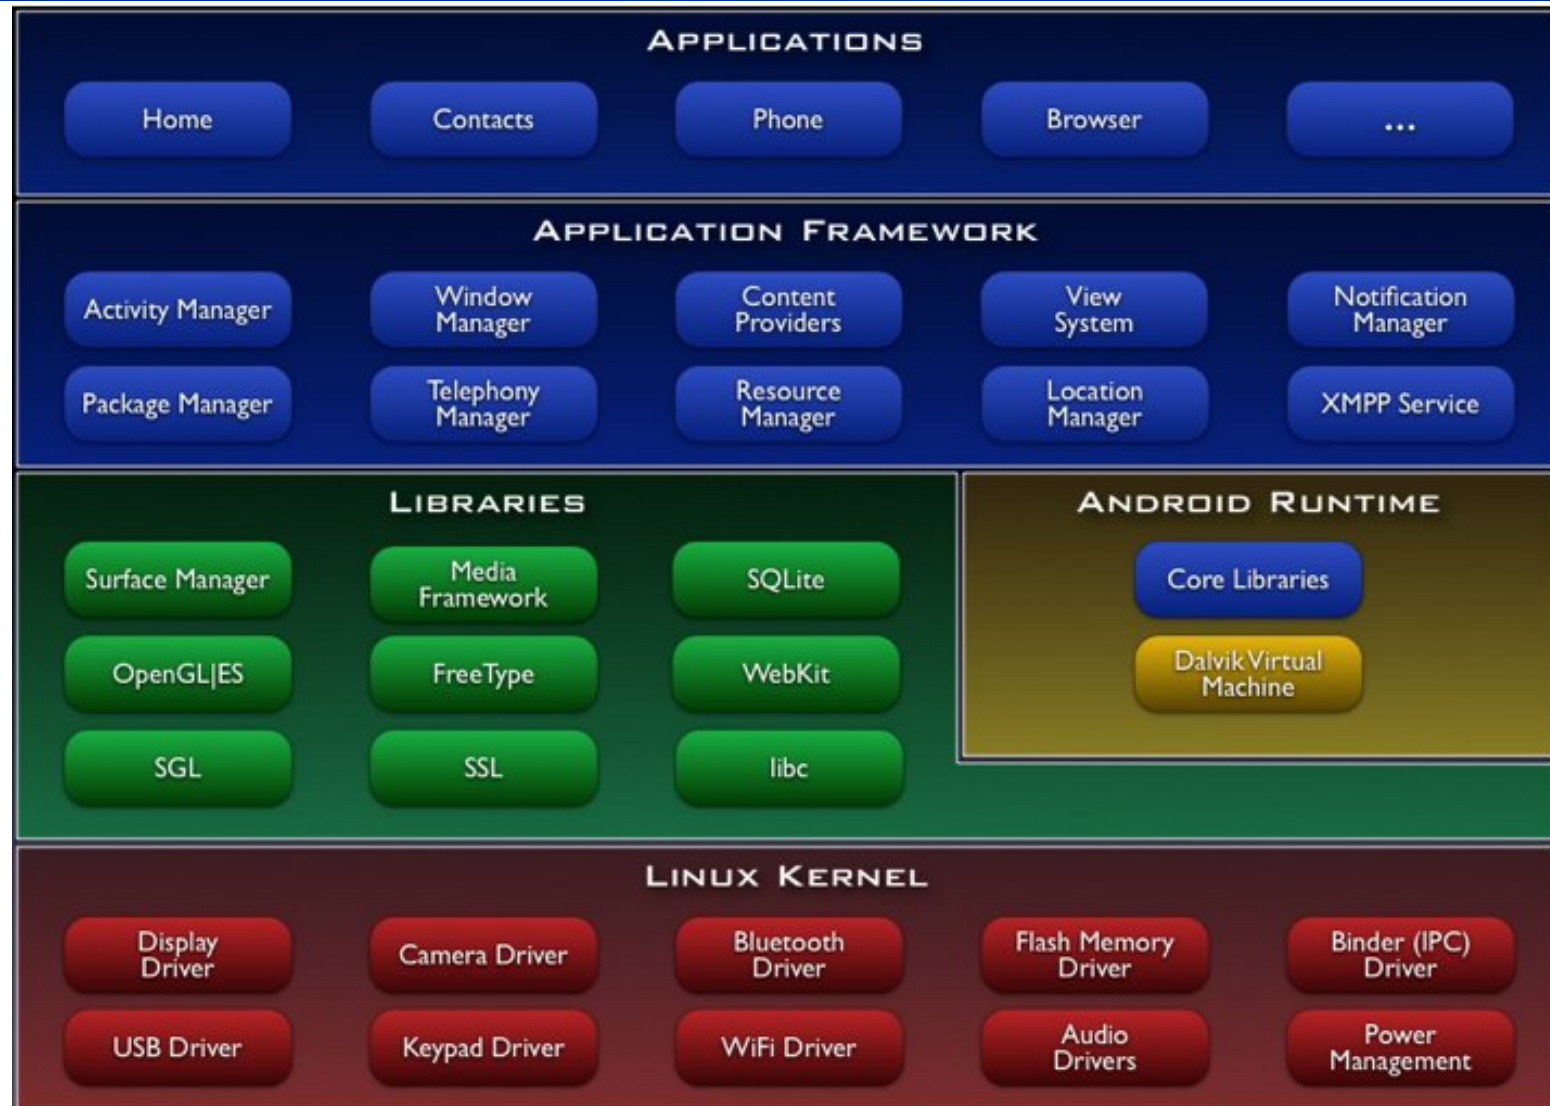 APPLICATIONS
Home
Contacts
Phone
Browser
...
APPLICATION FRAMEWORK
Activity Manager
Window
Manager
Content
Providers
View
System
Notification
Manager
Package Manager
Telephony
Manager
Resource
Manager
Location
Manager
XMPP Service
LIBRARIES
Surface Manager
Media
Framework
SQLite
OpenGL|ES
FreeType
WebKit
SGL
SSL
libc
ANDROID RUNTIME
Core Libraries
Dalvik Virtual
Machine
LINUX KERNEL
Display
Driver
Camera Driver
Bluetooth
Driver
Flash Memory
Driver
Binder (IPC)
Driver
USB Driver
Keypad Driver
WiFi Driver
Audio
Drivers
Power
Management